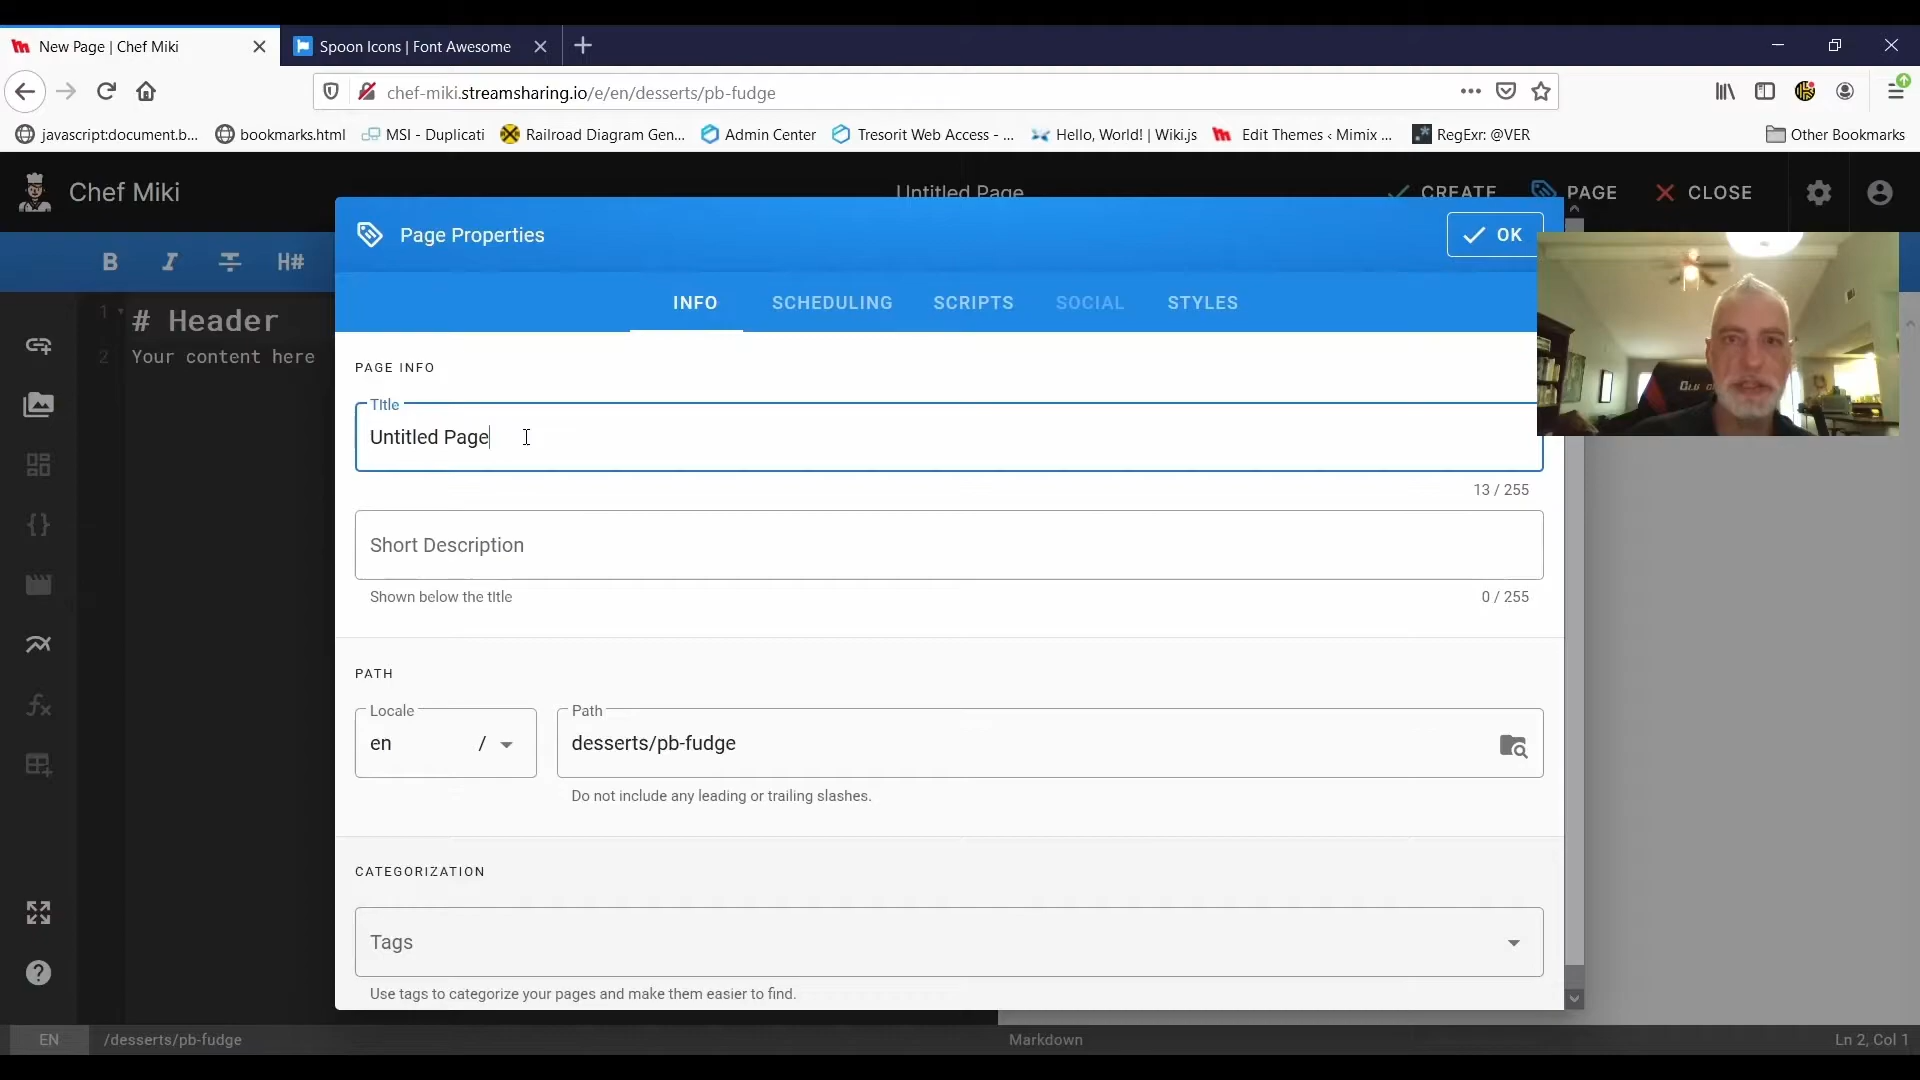 New Page | Chef Miki
Spoon Icons | Font Awesome
chef-miki.streamsharing.io/e/en/desserts/pb-fudge
javascript:document.b...
bookmarks.html
MSI - Duplicati
Railroad Diagram Gen...
Admin Center
Tresorit Web Access - ...
Hello, World! | Wiki.js
Edit Themes ‹ Mimix ...
RegExr: @VER
Other Bookmarks
Chef Miki
Untitled Page
CREATE
PAGE
CLOSE
Page Properties
OK
B I H#
INFO
SCHEDULING
SCRIPTS
SOCIAL
STYLES
1 # Header
2 Your content here
PAGE INFO
Title
Untitled Page
13 / 255
Short Description
Shown below the title
0 / 255
PATH
Locale
en /
Path
desserts/pb-fudge
Do not include any leading or trailing slashes.
CATEGORIZATION
Tags
Use tags to categorize your pages and make them easier to find.
EN
/desserts/pb-fudge
Markdown
Ln 2, Col 1